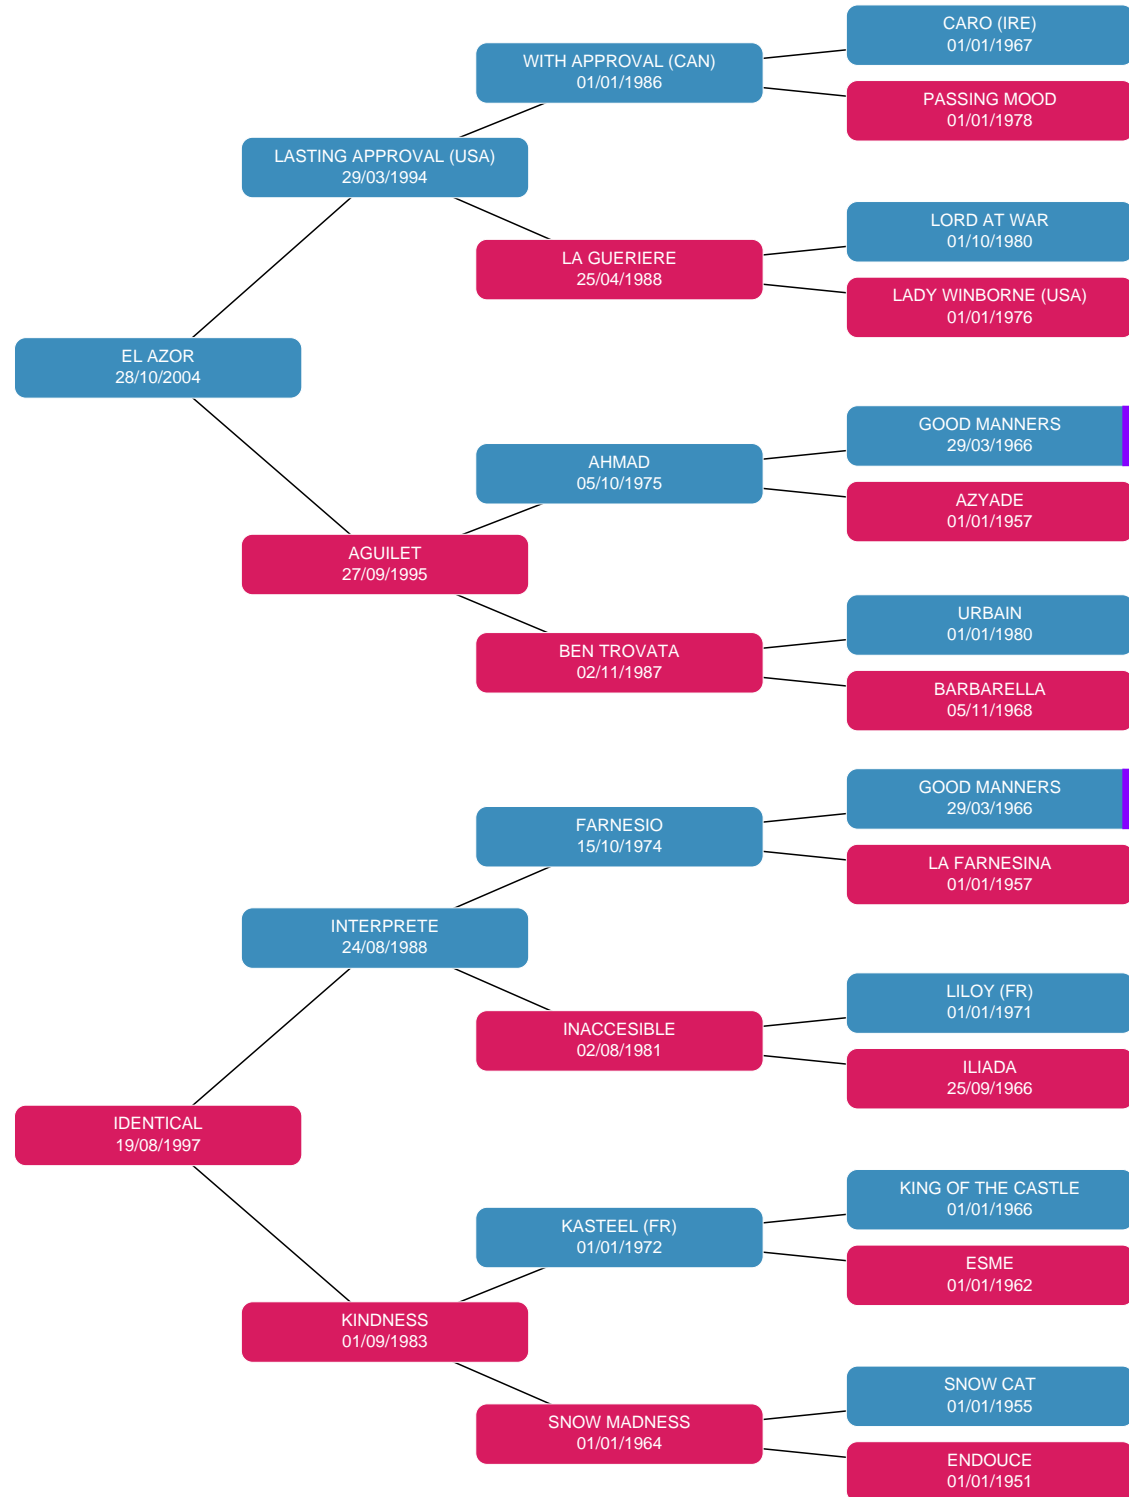 CARO (IRE)
01/01/1967
WITH APPROVAL (CAN)
01/01/1986
PASSING MOOD
01/01/1978
LASTING APPROVAL (USA)
29/03/1994
LORD AT WAR
01/10/1980
LA GUERIERE
25/04/1988
LADY WINBORNE (USA)
01/01/1976
EL AZOR
28/10/2004
GOOD MANNERS
29/03/1966
AHMAD
05/10/1975
AZYADE
01/01/1957
AGUILET
27/09/1995
URBAIN
01/01/1980
BEN TROVATA
02/11/1987
BARBARELLA
05/11/1968
GOOD MANNERS
29/03/1966
FARNESIO
15/10/1974
LA FARNESINA
01/01/1957
INTERPRETE
24/08/1988
LILOY (FR)
01/01/1971
INACCESIBLE
02/08/1981
ILIADA
25/09/1966
IDENTICAL
19/08/1997
KING OF THE CASTLE
01/01/1966
KASTEEL (FR)
01/01/1972
ESME
01/01/1962
KINDNESS
01/09/1983
SNOW CAT
01/01/1955
SNOW MADNESS
01/01/1964
ENDOUCE
01/01/1951